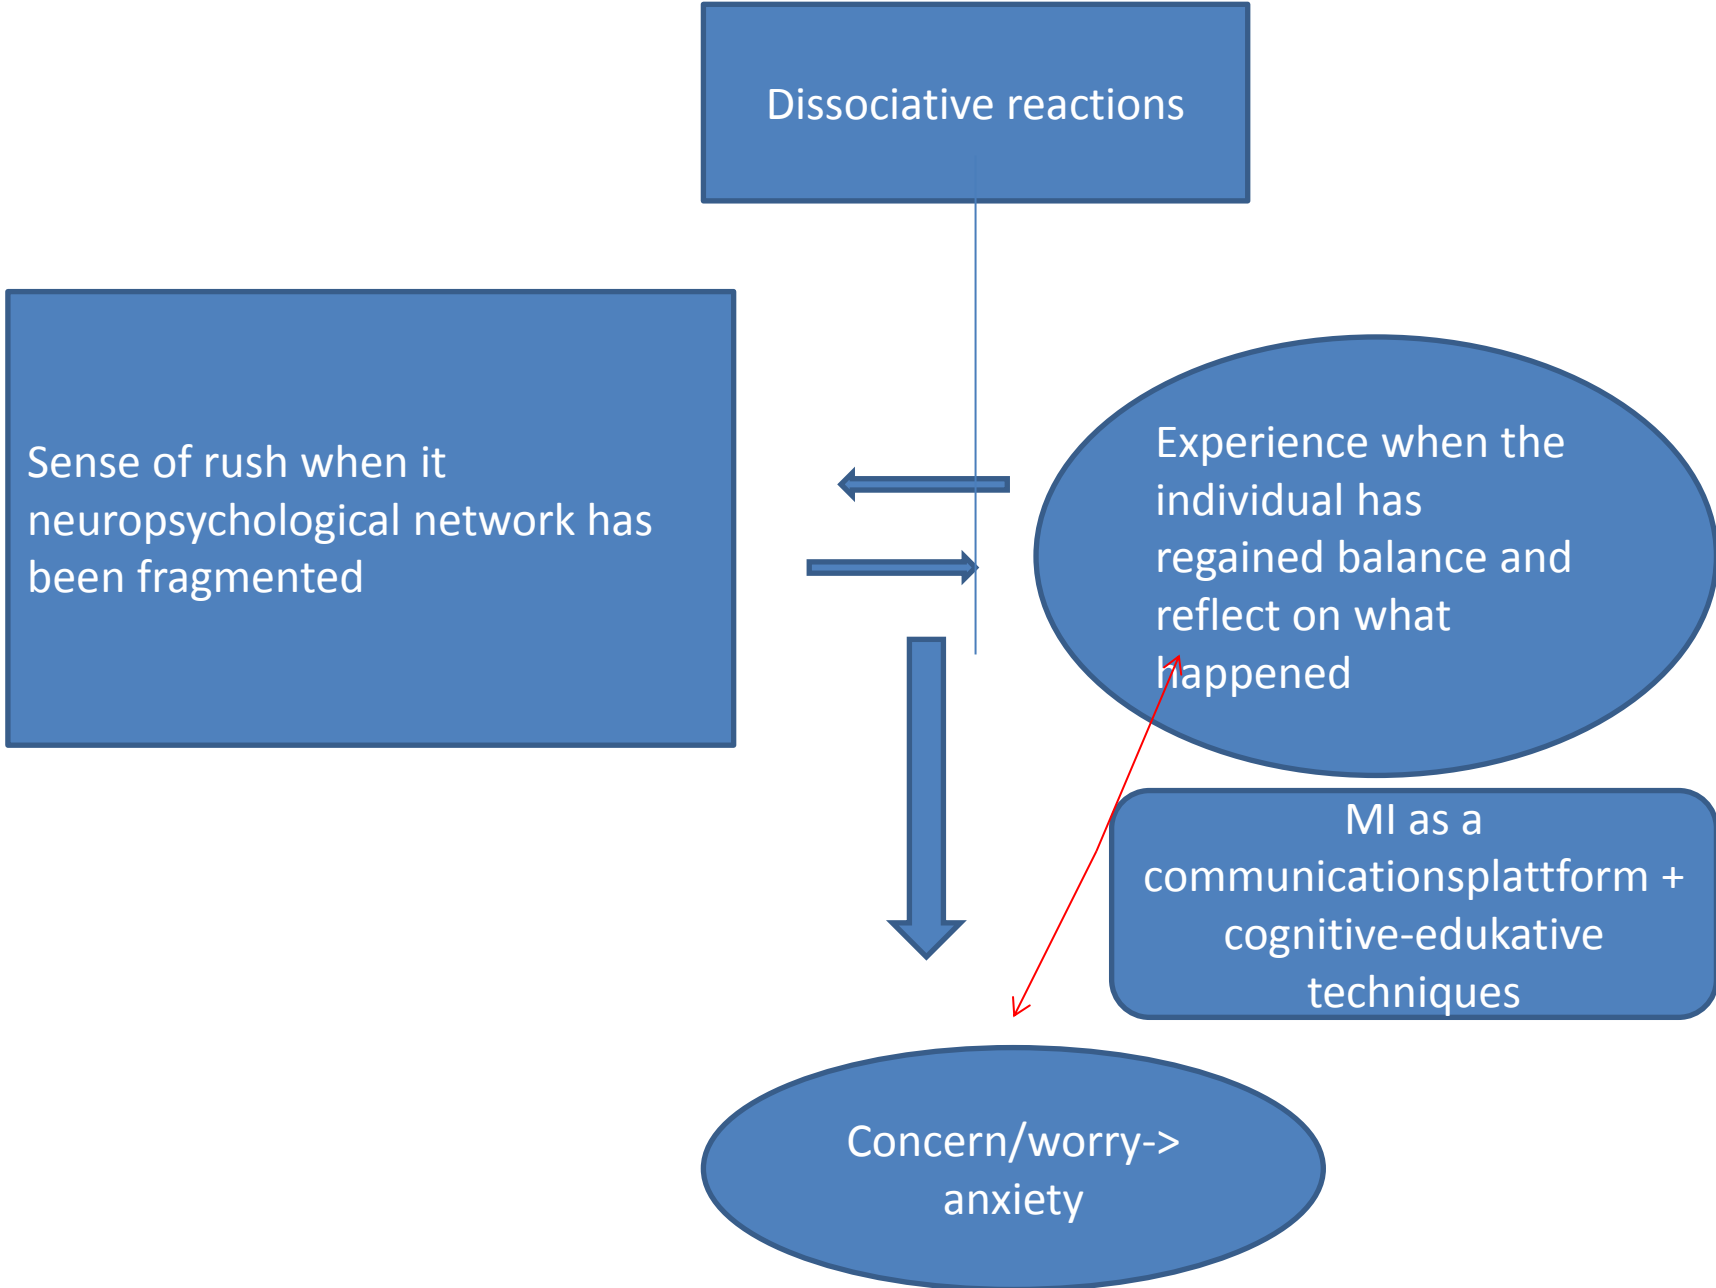 Dissociative reactions
Sense of rush when it
neuropsychological network has
been fragmented
Experience when the
individual has
regained balance and
reflect on what
happened
MI as a
communicationsplattform +
cognitive-edukative
techniques
Concern/worry->
anxiety